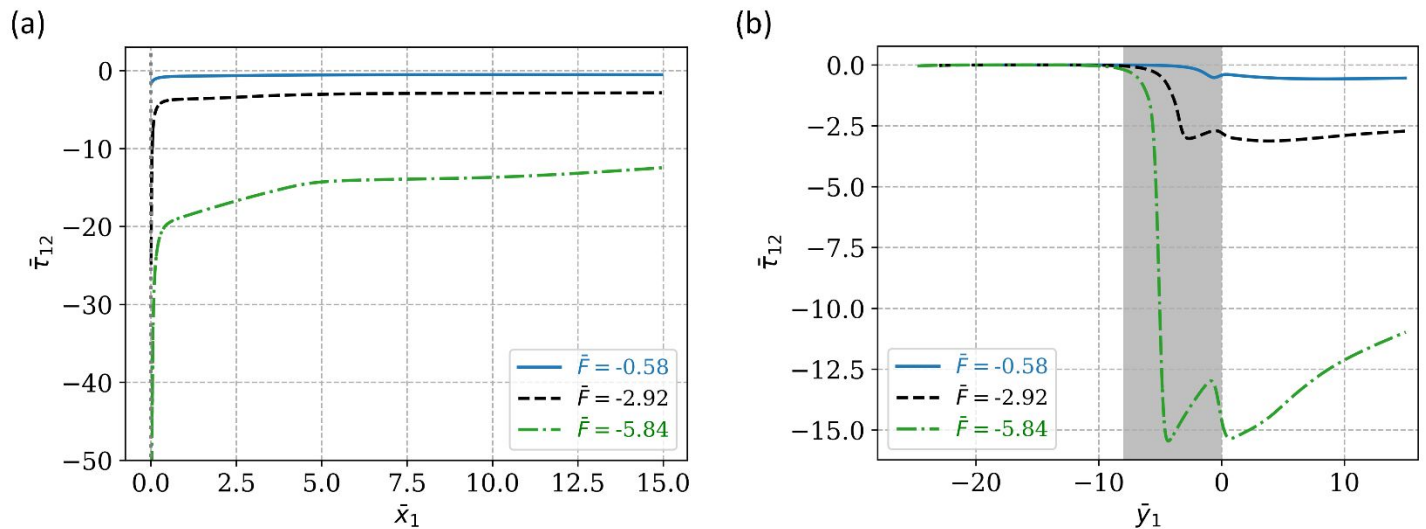 (a)
0
−10
−20
−30
−40
−50
τ̄₁₂
0.0 2.5 5.0 7.5 10.0 12.5 15.0
x̄₁
F̄ = -0.58
F̄ = -2.92
F̄ = -5.84
(b)
0.0
−2.5
−5.0
−7.5
−10.0
−12.5
−15.0
τ̄₁₂
−20 −10 0 10
ȳ₁
F̄ = -0.58
F̄ = -2.92
F̄ = -5.84